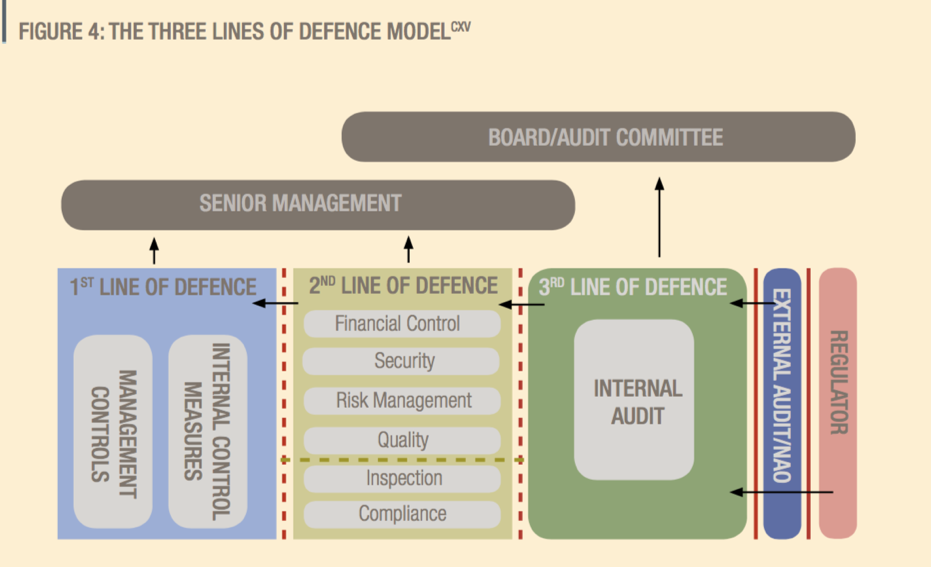 FIGURE 4: THE THREE LINES OF DEFENCE MODELCXV
BOARD/AUDIT COMMITTEE
SENIOR MANAGEMENT
1ST LINE OF DEFENCE
MANAGEMENT
CONTROLS
INTERNAL CONTROL
MEASURES
2ND LINE OF DEFENCE
Financial Control
Security
Risk Management
Quality
Inspection
Compliance
3RD LINE OF DEFENCE
INTERNAL
AUDIT
EXTERNAL AUDIT/NAO
REGULATOR